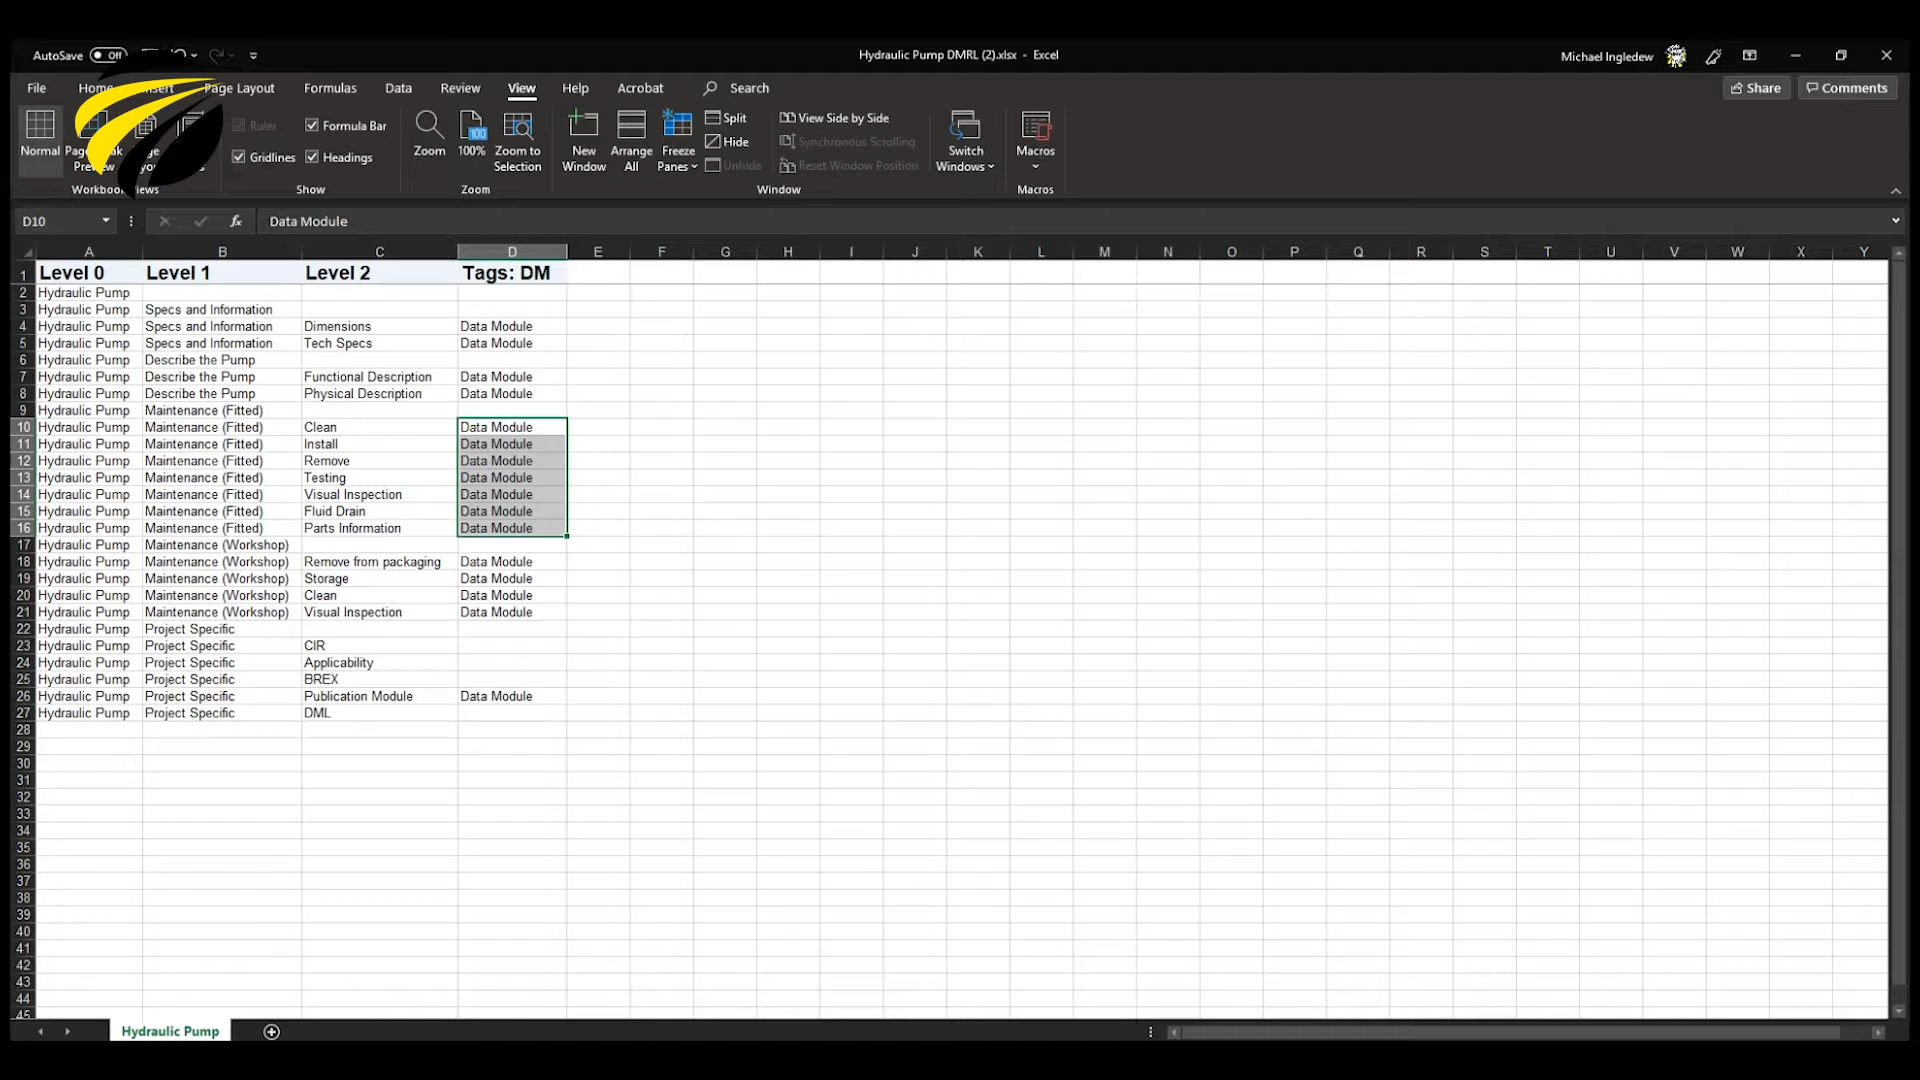 AutoSave Off Hydraulic Pump DMRL (2).xlsx - Excel Michael Ingledew
File Home Insert Page Layout Formulas Data Review View Help Acrobat Search Share Comments
Normal
Ruler Formula Bar
Gridlines Headings
Zoom 100% Zoom to Selection
New Window Arrange All Freeze Panes
Split
Hide
Unhide
View Side by Side
Synchronous Scrolling
Reset Window Position
Switch Windows Macros
Show Zoom Window Macros
D10 fx Data Module
A B C D E F G H I J K L M N O P Q R S T U V W X Y
1 Level 0 Level 1 Level 2 Tags: DM
2 Hydraulic Pump
3 Hydraulic Pump Specs and Information
4 Hydraulic Pump Specs and Information Dimensions Data Module
5 Hydraulic Pump Specs and Information Tech Specs Data Module
6 Hydraulic Pump Describe the Pump
7 Hydraulic Pump Describe the Pump Functional Description Data Module
8 Hydraulic Pump Describe the Pump Physical Description Data Module
9 Hydraulic Pump Maintenance (Fitted)
10 Hydraulic Pump Maintenance (Fitted) Clean Data Module
11 Hydraulic Pump Maintenance (Fitted) Install Data Module
12 Hydraulic Pump Maintenance (Fitted) Remove Data Module
13 Hydraulic Pump Maintenance (Fitted) Testing Data Module
14 Hydraulic Pump Maintenance (Fitted) Visual Inspection Data Module
15 Hydraulic Pump Maintenance (Fitted) Fluid Drain Data Module
16 Hydraulic Pump Maintenance (Fitted) Parts Information Data Module
17 Hydraulic Pump Maintenance (Workshop)
18 Hydraulic Pump Maintenance (Workshop) Remove from packaging Data Module
19 Hydraulic Pump Maintenance (Workshop) Storage Data Module
20 Hydraulic Pump Maintenance (Workshop) Clean Data Module
21 Hydraulic Pump Maintenance (Workshop) Visual Inspection Data Module
22 Hydraulic Pump Project Specific
23 Hydraulic Pump Project Specific CIR
24 Hydraulic Pump Project Specific Applicability
25 Hydraulic Pump Project Specific BREX
26 Hydraulic Pump Project Specific Publication Module Data Module
27 Hydraulic Pump Project Specific DML
28
29
30
31
32
33
34
35
36
37
38
39
40
41
42
43
44
45
Hydraulic Pump